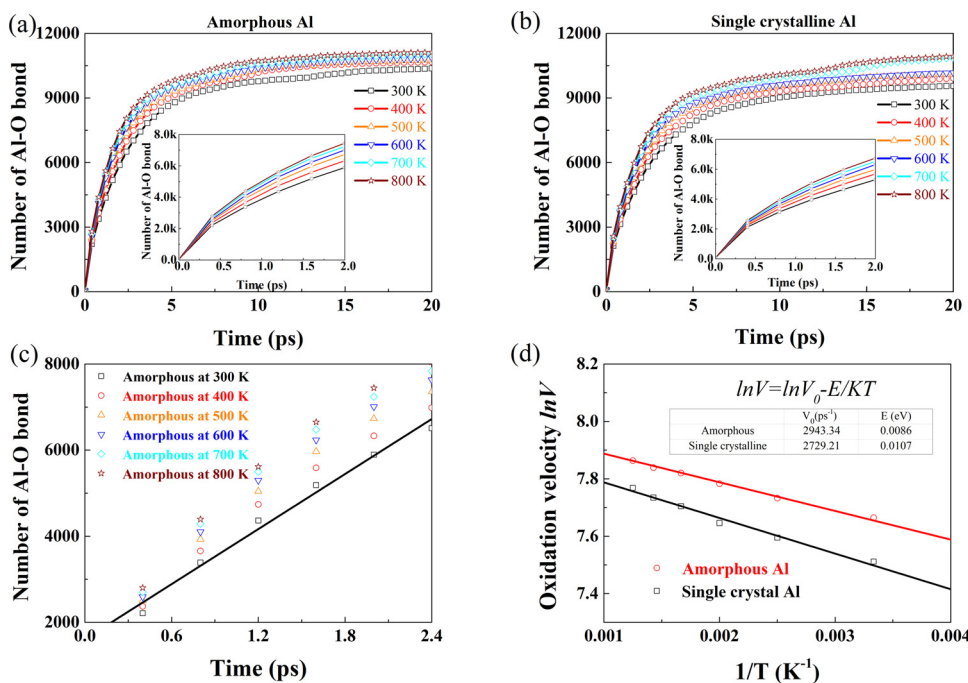 (a)
Amorphous Al
12000
9000
6000
3000
0
0
5
10
15
20
Number of Al-O bond
Time (ps)
300 K
400 K
500 K
600 K
700 K
800 K
8.0k
6.0k
4.0k
2.0k
0.0
0.0
0.5
1.0
1.5
2.0
Number of Al-O bond
Time (ps)
(b)
Single crystalline Al
12000
9000
6000
3000
0
0
5
10
15
20
Number of Al-O bond
Time (ps)
300 K
400 K
500 K
600 K
700 K
800 K
8.0k
6.0k
4.0k
2.0k
0.0
0.0
0.5
1.0
1.5
2.0
Number of Al-O bond
Time (ps)
(c)
8000
6000
4000
2000
0.0
0.6
1.2
1.8
2.4
Number of Al-O bond
Time (ps)
Amorphous at 300 K
Amorphous at 400 K
Amorphous at 500 K
Amorphous at 600 K
Amorphous at 700 K
Amorphous at 800 K
(d)
8.2
8.0
7.8
7.6
7.4
0.001
0.002
0.003
0.004
Oxidation velocity lnV
1/T (K⁻¹)
lnV=lnV₀-E/KT
V₀(ps⁻¹) E (eV)
Amorphous 2943.34 0.0086
Single crystalline 2729.21 0.0107
Amorphous Al
Single crystal Al